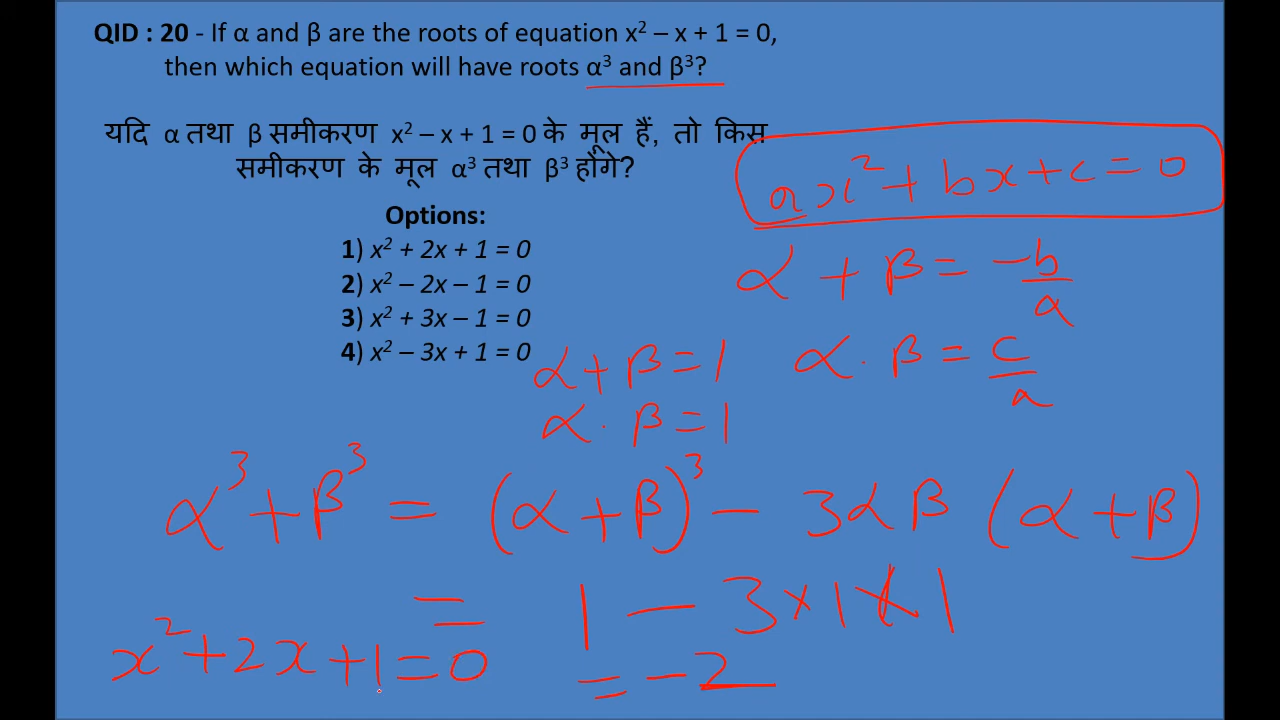 QID : 20 - If α and β are the roots of equation x² – x + 1 = 0,
then which equation will have roots α³ and β³?
यदि α तथा β समीकरण x² – x + 1 = 0 के मूल हैं, तो किस
समीकरण के मूल α³ तथा β³ होंगे?
Options:
1) x² + 2x + 1 = 0
2) x² – 2x – 1 = 0
3) x² + 3x – 1 = 0
4) x² – 3x + 1 = 0
ax² + bx + c = 0
α + β = -b/a
α . β = c/a
α + β = 1
α . β = 1
α³ + β³ = (α + β)³ - 3αβ (α + β)
= 1 - 3 × 1 × 1
= -2
x² + 2x + 1 = 0